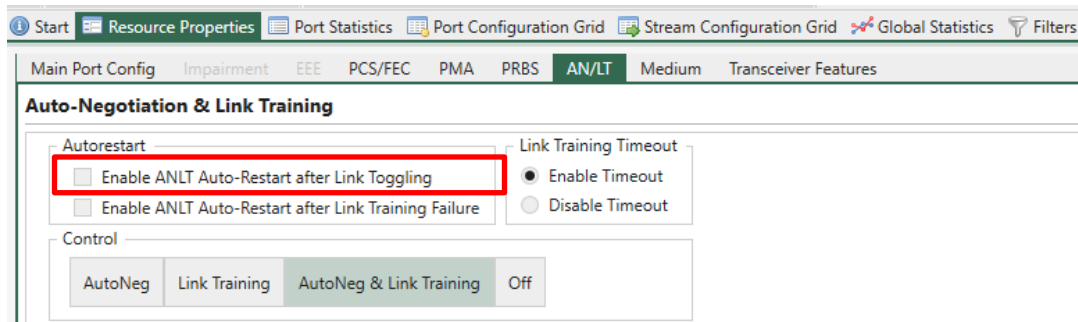 Start Resource Properties Port Statistics Port Configuration Grid Stream Configuration Grid Global Statistics Filters
Main Port Config Impairment EEE PCS/FEC PMA PRBS AN/LT Medium Transceiver Features
Auto-Negotiation & Link Training
Autorestart Link Training Timeout
Enable ANLT Auto-Restart after Link Toggling Enable Timeout
Enable ANLT Auto-Restart after Link Training Failure Disable Timeout
Control
AutoNeg Link Training AutoNeg & Link Training Off